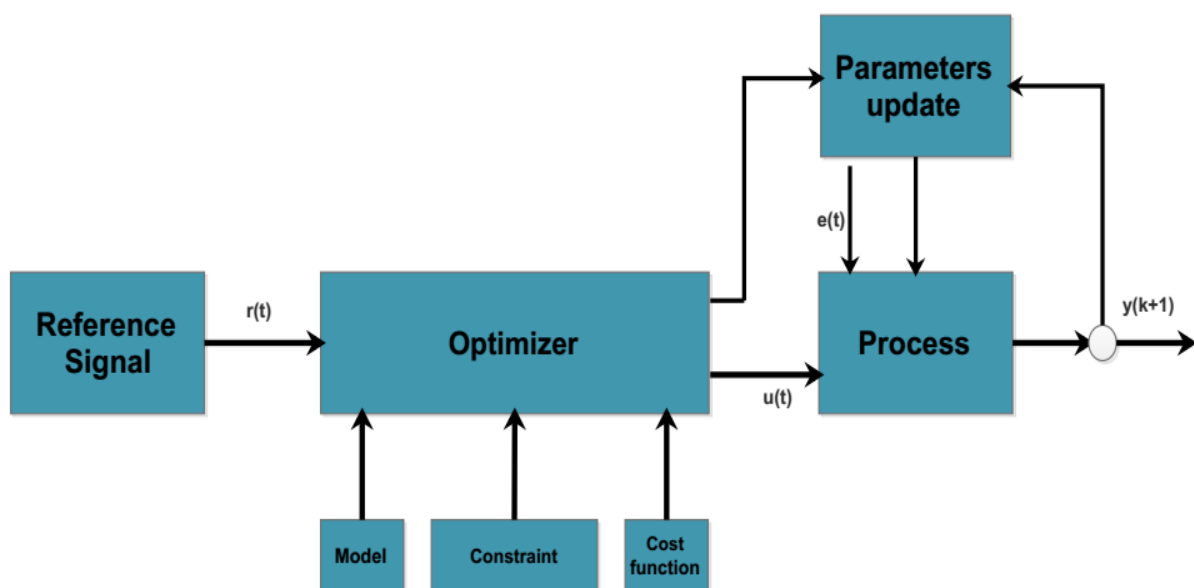 Parameters
update
e(t)
Reference
Signal
r(t)
Optimizer
u(t)
Process
y(k+1)
Model
Constraint
Cost
function